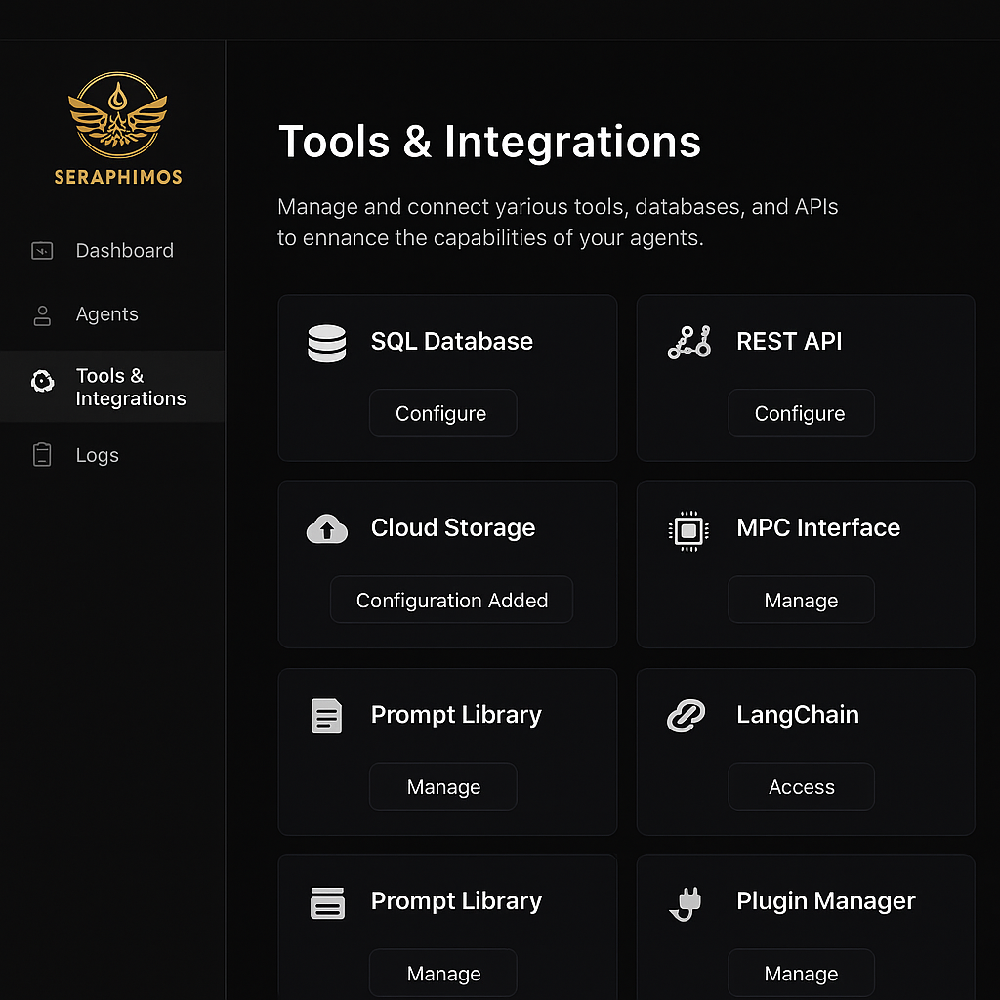 SERAPHIMOS
Dashboard
Agents
Tools &
Integrations
Logs
Tools & Integrations
Manage and connect yarious tools, databases, and APIs
to ennance the capabilities of your agents.
SQL Database
Configure
REST API
Configure
Cloud Storage
Configuration Added
MPC Interface
Manage
Prompt Library
Manage
LangChain
Access
Prompt Library
Manage
Plugin Manager
Manage